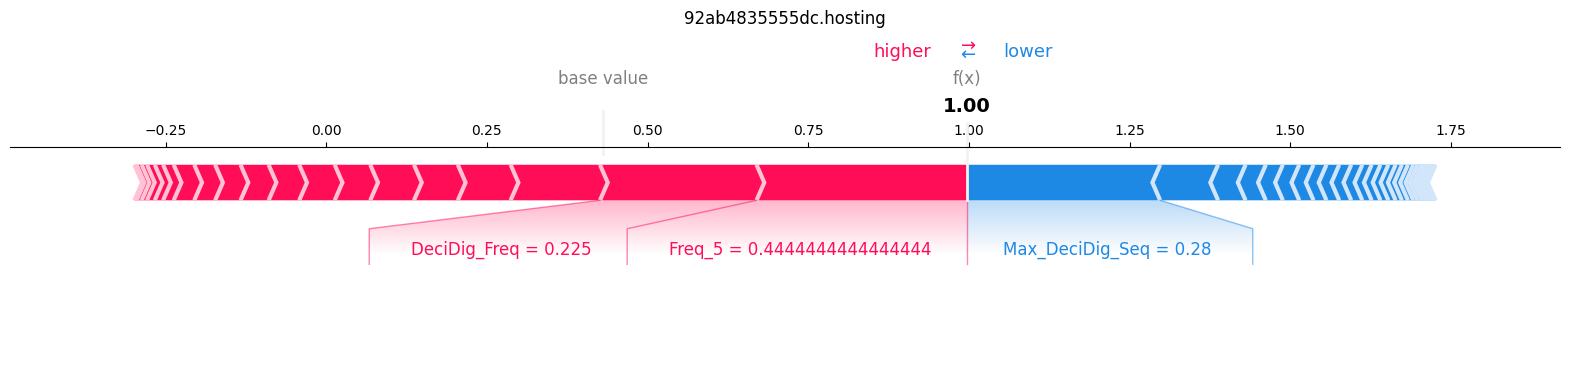 92ab4835555dc.hosting
higher ⇄ lower
base value f(x)
1.00
−0.25 0.00 0.25 0.50 0.75 1.00 1.25 1.50 1.75
DeciDig_Freq = 0.225 Freq_5 = 0.4444444444444444 Max_DeciDig_Seq = 0.28